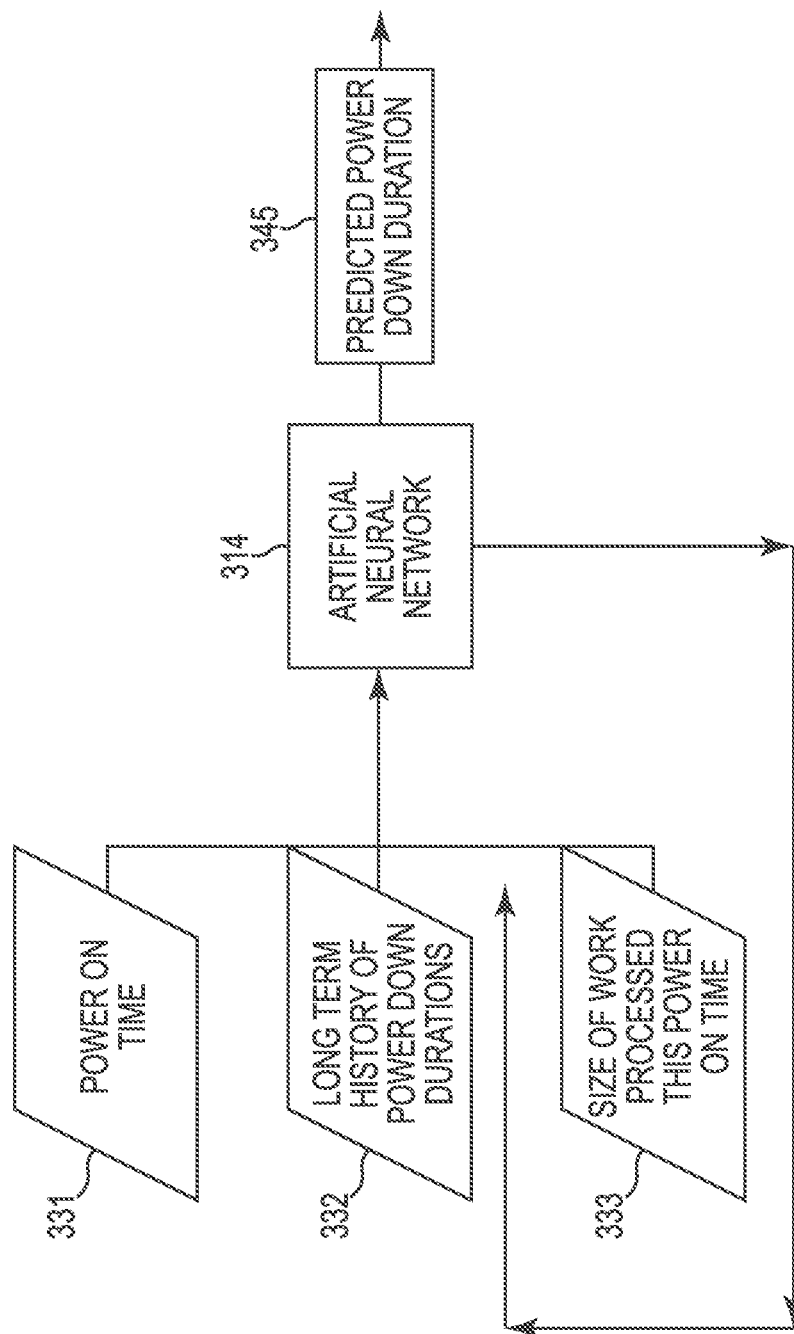 331
POWER ON
TIME
332
LONG TERM
HISTORY OF
POWER DOWN
DURATIONS
333
SIZE OF WORK
PROCESSED
THIS POWER
ON TIME
314
ARTIFICIAL
NEURAL
NETWORK
345
PREDICTED POWER
DOWN DURATION